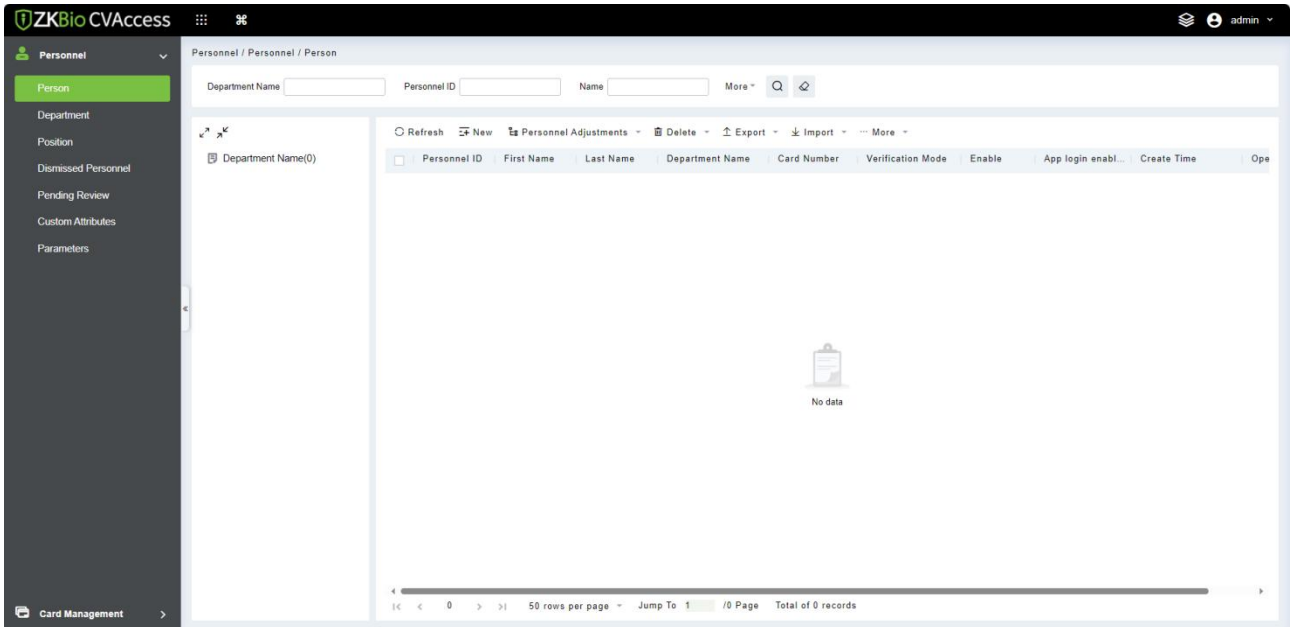 ZKBio CVAccess
admin
Personnel
Person
Department
Position
Dismissed Personnel
Pending Review
Custom Attributes
Parameters
Card Management
Personnel / Personnel / Person
Department Name Personnel ID Name More
Department Name(0)
Refresh New Personnel Adjustments Delete Export Import ··· More
Personnel ID First Name Last Name Department Name Card Number Verification Mode Enable App login enabl... Create Time Ope
No data
0 50 rows per page Jump To 1 /0 Page Total of 0 records